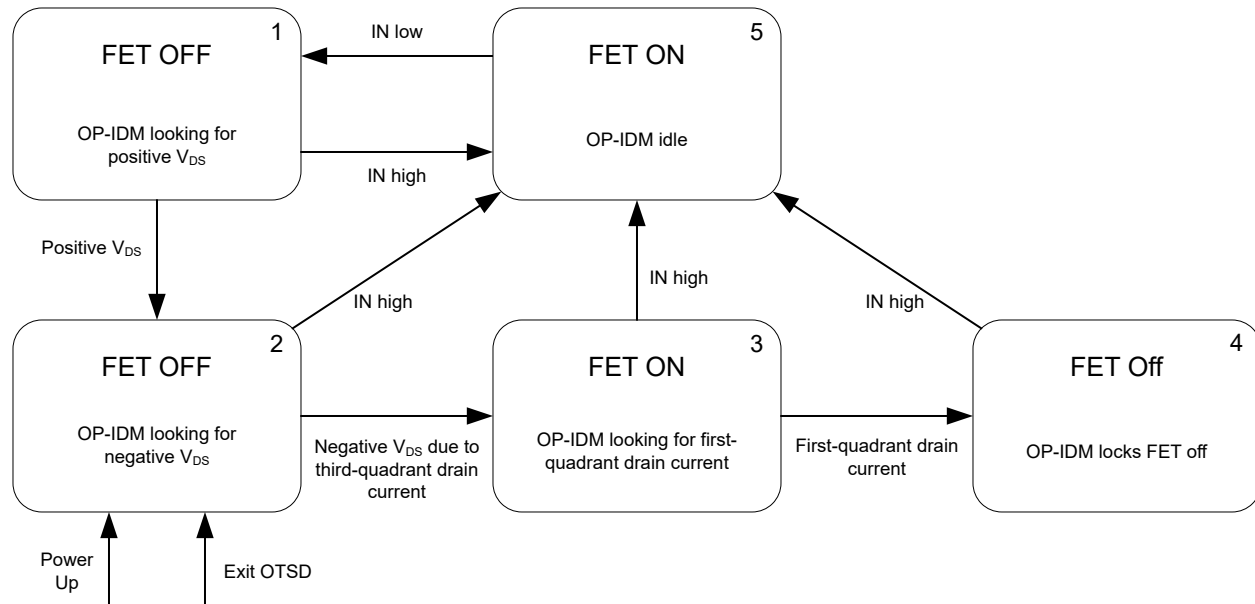 1
FET OFF
OP-IDM looking for
positive VDS
IN low
5
FET ON
OP-IDM idle
IN high
Positive VDS
IN high
IN high
IN high
2
FET OFF
OP-IDM looking for
negative VDS
Negative VDS due to
third-quadrant drain
current
3
FET ON
OP-IDM looking for first-
quadrant drain current
First-quadrant drain
current
4
FET Off
OP-IDM locks FET off
Power
Up
Exit OTSD